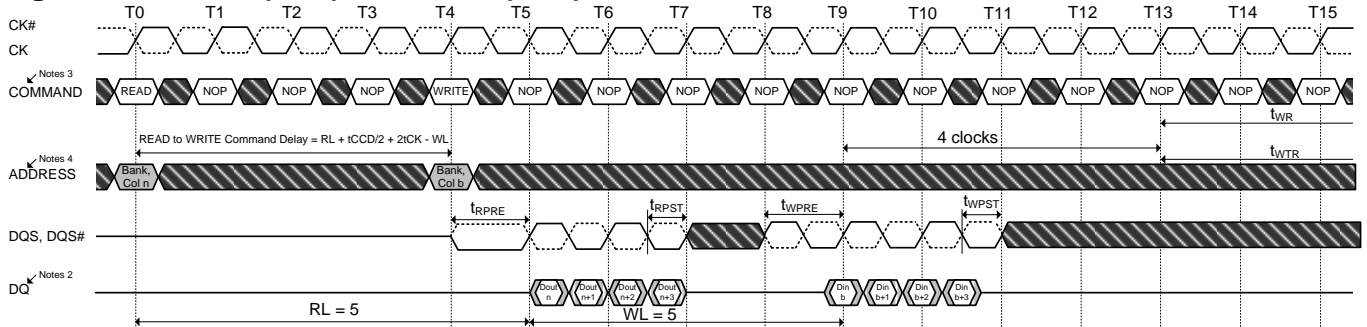 T0 T1 T2 T3 T4 T5 T6 T7 T8 T9 T10 T11 T12 T13 T14 T15
CK#
CK
Notes 3
COMMAND READ NOP NOP NOP WRITE NOP NOP NOP NOP NOP NOP NOP NOP NOP NOP NOP
tWR
READ to WRITE Command Delay = RL + tCCD/2 + 2tCK - WL
4 clocks
tWTR
Notes 4
ADDRESS
Bank, Col n
Bank, Col b
tRPRE tRPST tWPRE tWPST
DQS, DQS#
Notes 2
DQ
Dout n
Dout n+1
Dout n+2
Dout n+3
Din b
Din b+1
Din b+2
Din b+3
RL = 5
WL = 5